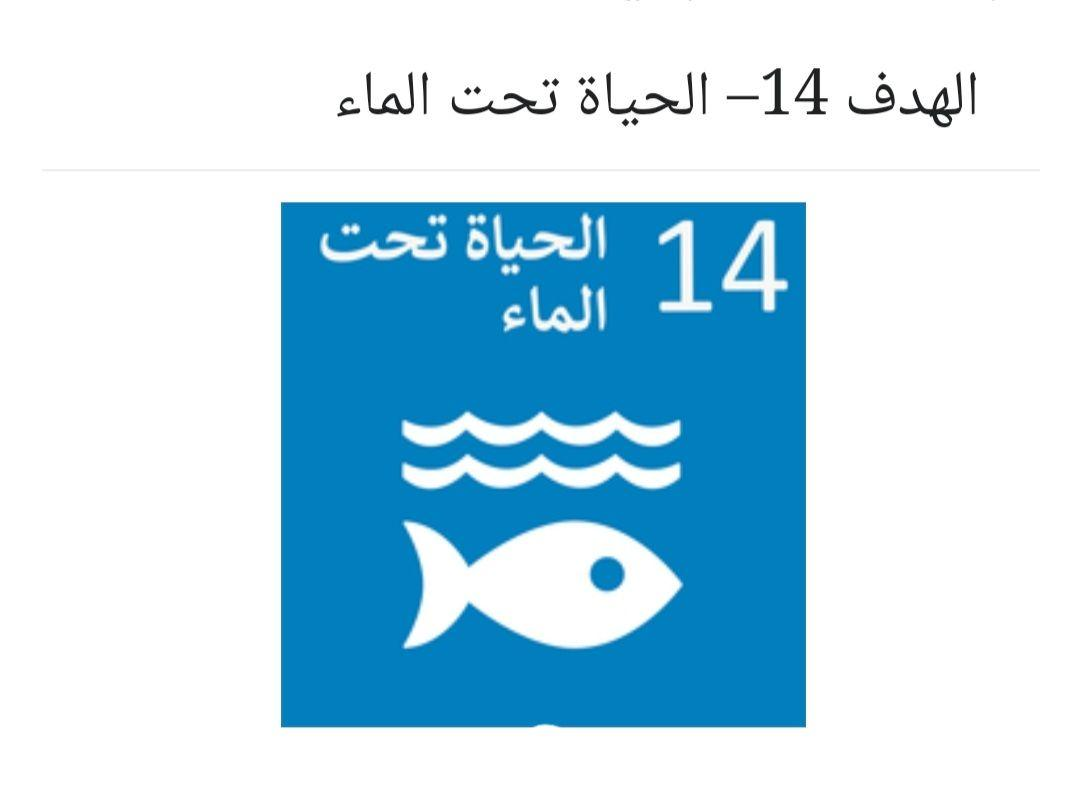 الهدف 14– الحياة تحت الماء
14 الحياة تحت
الماء